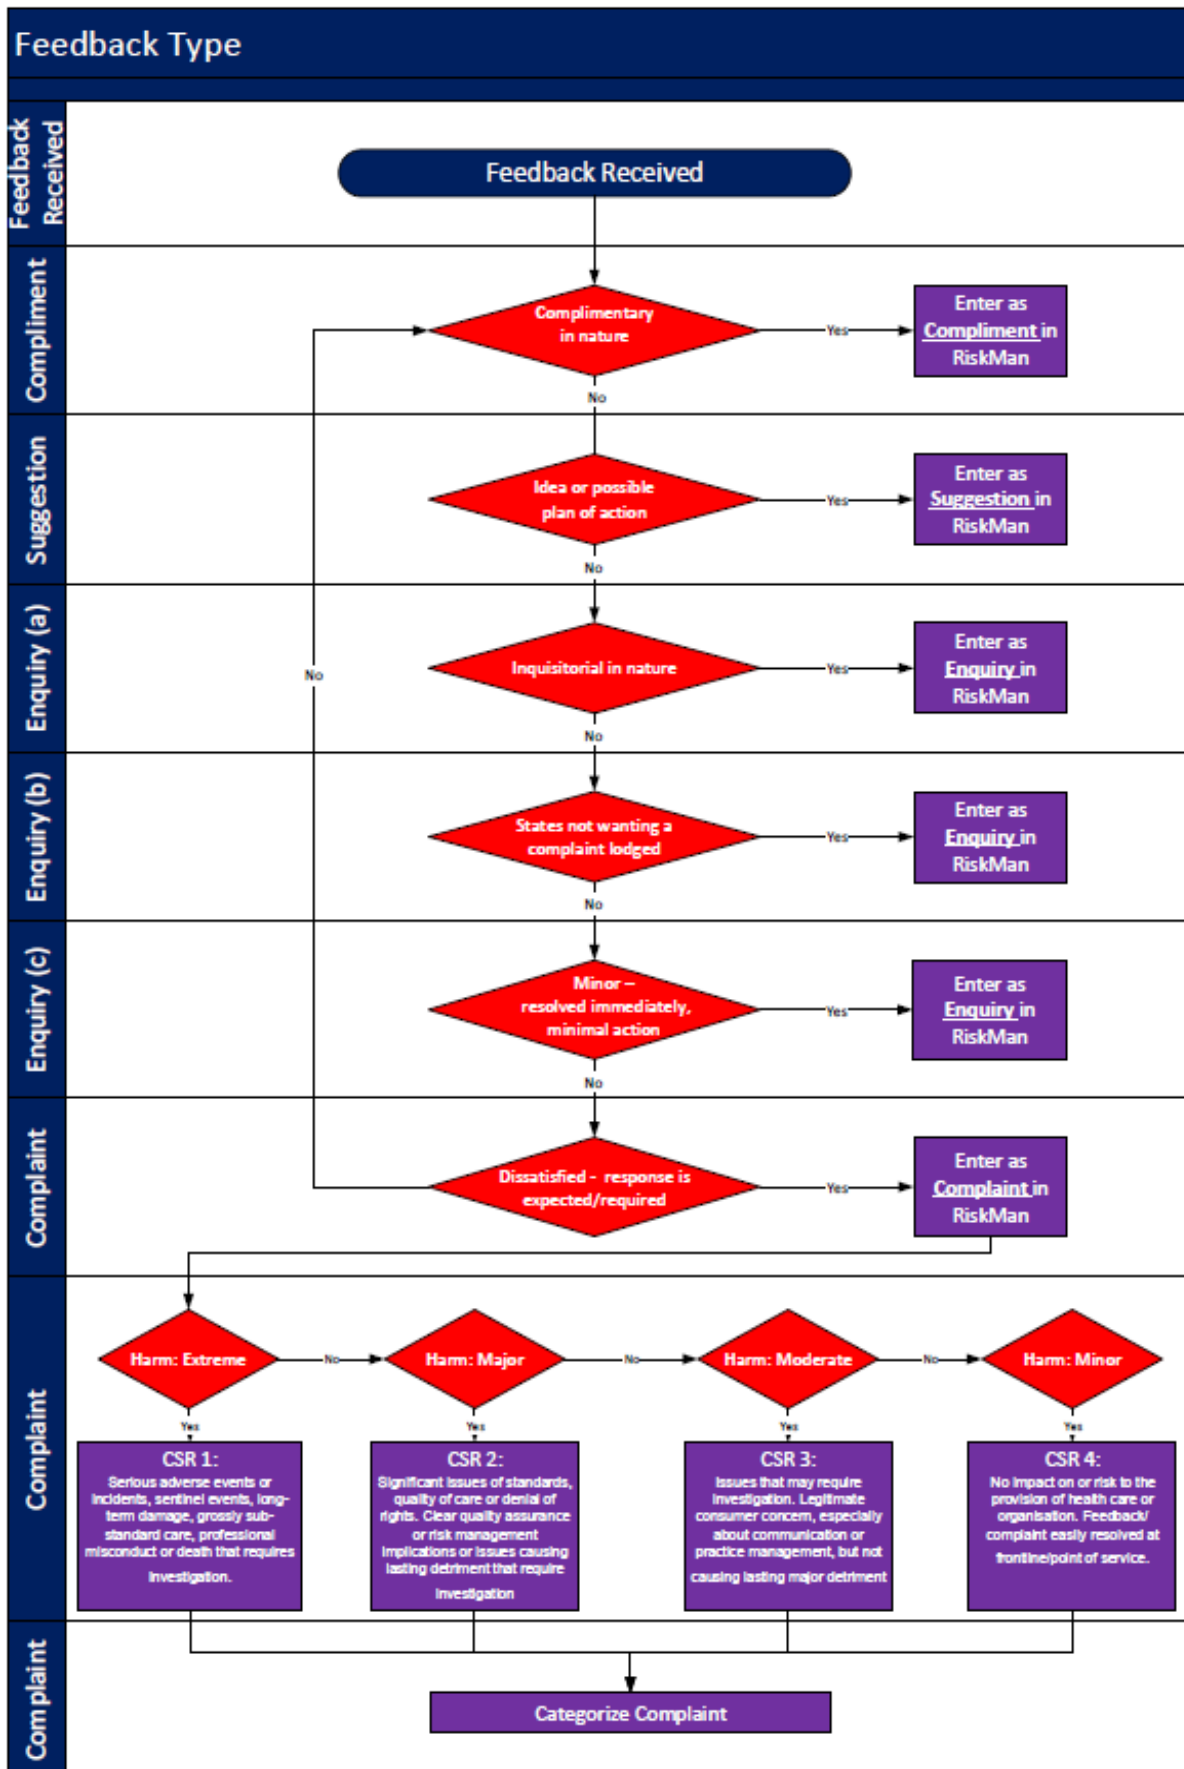 Feedback Type
Feedback
Received
Feedback Received
Compliment
Complimentary
in nature
Yes
Enter as
Compliment in
RiskMan
No
Suggestion
Idea or possible
plan of action
Yes
Enter as
Suggestion in
RiskMan
No
Enquiry (a)
Inquisitorial in nature
Yes
Enter as
Enquiry in
RiskMan
No
No
Enquiry (b)
States not wanting a
complaint lodged
Yes
Enter as
Enquiry in
RiskMan
No
Enquiry (c)
Minor –
resolved immediately,
minimal action
Yes
Enter as
Enquiry in
RiskMan
No
Complaint
Dissatisfied - response is
expected/required
Yes
Enter as
Complaint in
RiskMan
Complaint
Harm: Extreme
No
Harm: Major
No
Harm: Moderate
No
Harm: Minor
Yes
Yes
Yes
Yes
CSR 1:
Serious adverse events or
incidents, sentinel events, long-
term damage, grossly sub-
standard care, professional
misconduct or death that requires
investigation.
CSR 2:
Significant issues of standards,
quality of care or denial of
rights. Clear quality assurance
or risk management
implications or issues causing
lasting detriment that require
investigation
CSR 3:
Issues that may require
investigation. Legitimate
consumer concern, especially
about communication or
practice management, but not
causing lasting major detriment
CSR 4:
No impact on or risk to the
provision of health care or
organisation. Feedback/
complaint easily resolved at
frontline/point of service.
Complaint
Categorize Complaint